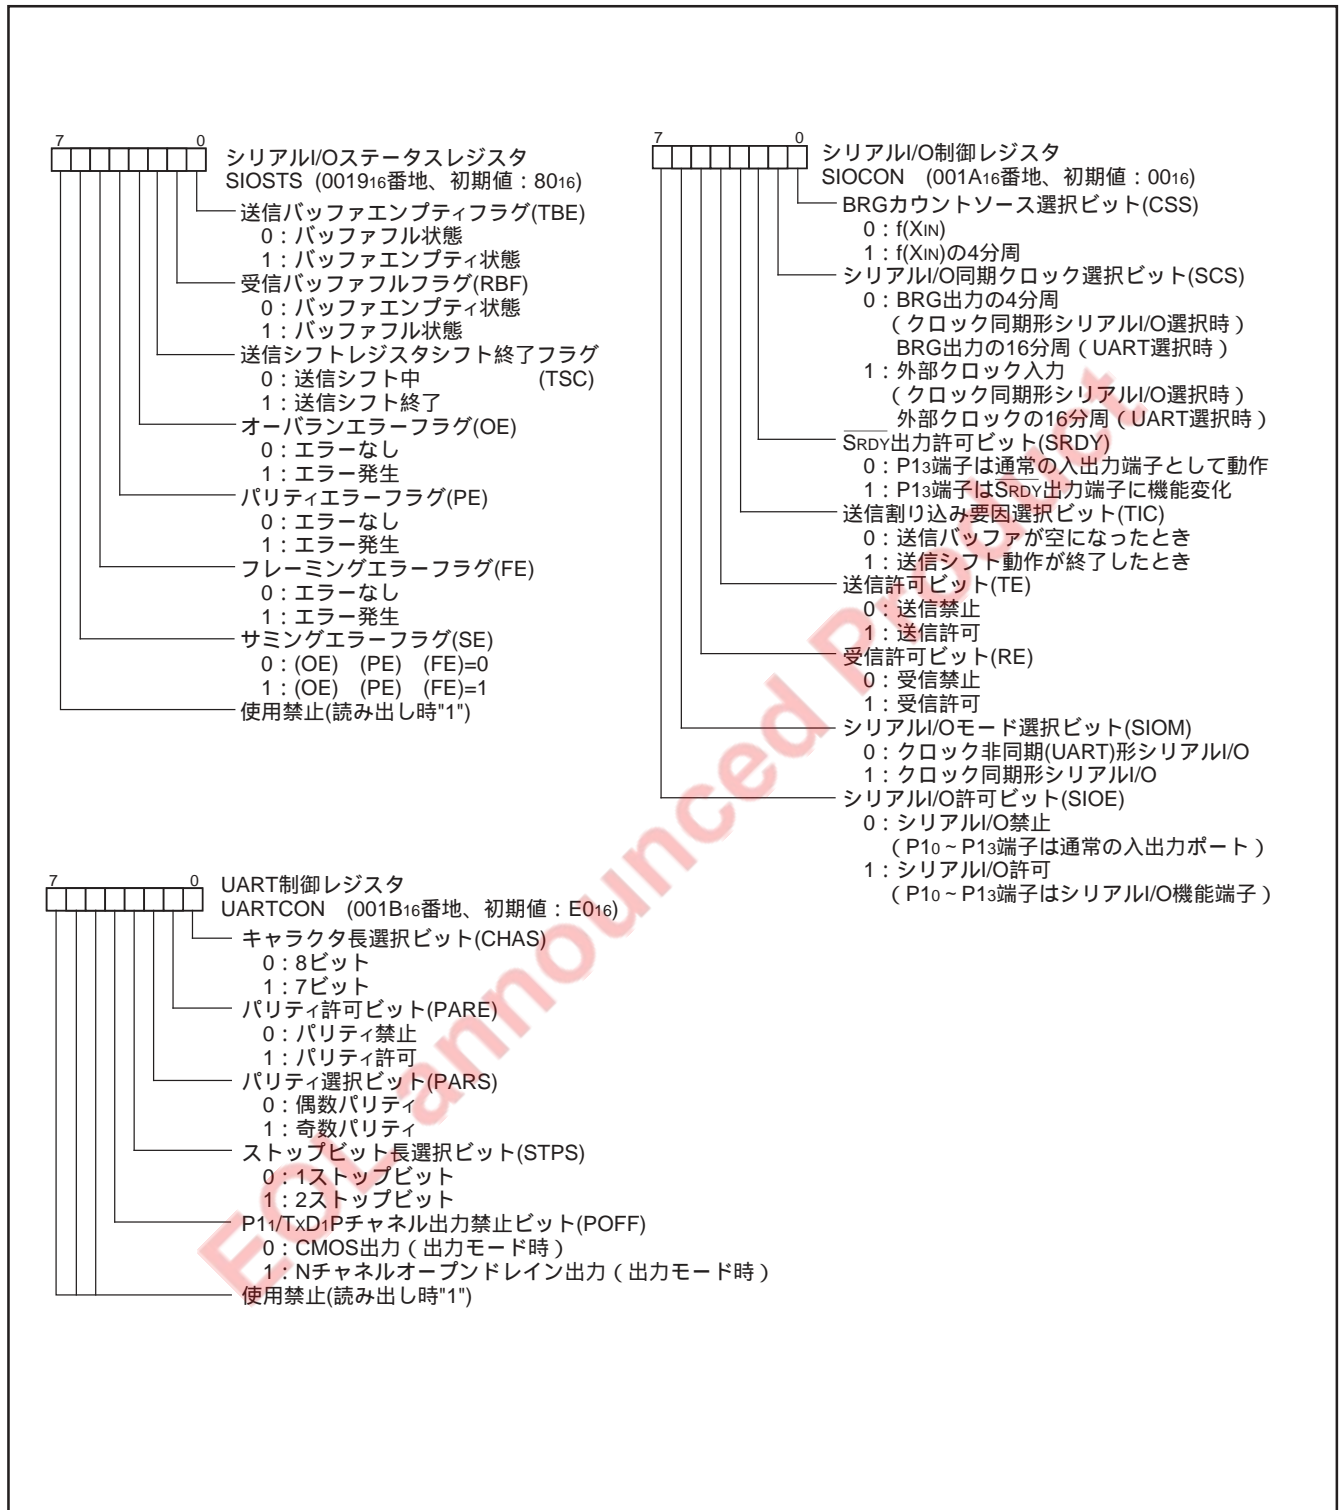 7 0
シリアルI/Oステータスレジスタ
SIOSTS (001916番地、初期値：8016)
送信バッファエンプティフラグ(TBE)
0：バッファフル状態
1：バッファエンプティ状態
受信バッファフルフラグ(RBF)
0：バッファエンプティ状態
1：バッファフル状態
送信シフトレジスタシフト終了フラグ
0：送信シフト中 (TSC)
1：送信シフト終了
オーバランエラーフラグ(OE)
0：エラーなし
1：エラー発生
パリティエラーフラグ(PE)
0：エラーなし
1：エラー発生
フレーミングエラーフラグ(FE)
0：エラーなし
1：エラー発生
サミングエラーフラグ(SE)
0：(OE) (PE) (FE)=0
1：(OE) (PE) (FE)=1
使用禁止(読み出し時"1")
7 0
シリアルI/O制御レジスタ
SIOCON (001A16番地、初期値：0016)
BRGカウントソース選択ビット(CSS)
0：f(XIN)
1：f(XIN)の4分周
シリアルI/O同期クロック選択ビット(SCS)
0：BRG出力の4分周
（クロック同期形シリアルI/O選択時）
BRG出力の16分周（UART選択時）
1：外部クロック入力
（クロック同期形シリアルI/O選択時）
外部クロックの16分周（UART選択時）
SRDY出力許可ビット(SRDY)
0：P13端子は通常の入出力端子として動作
1：P13端子はSRDY出力端子に機能変化
送信割り込み要因選択ビット(TIC)
0：送信バッファが空になったとき
1：送信シフト動作が終了したとき
送信許可ビット(TE)
0：送信禁止
1：送信許可
受信許可ビット(RE)
0：受信禁止
1：受信許可
シリアルI/Oモード選択ビット(SIOM)
0：クロック非同期(UART)形シリアルI/O
1：クロック同期形シリアルI/O
シリアルI/O許可ビット(SIOE)
0：シリアルI/O禁止
（P10～P13端子は通常の入出力ポート）
1：シリアルI/O許可
（P10～P13端子はシリアルI/O機能端子）
7 0
UART制御レジスタ
UARTCON (001B16番地、初期値：E016)
キャラクタ長選択ビット(CHAS)
0：8ビット
1：7ビット
パリティ許可ビット(PARE)
0：パリティ禁止
1：パリティ許可
パリティ選択ビット(PARS)
0：偶数パリティ
1：奇数パリティ
ストップビット長選択ビット(STPS)
0：1ストップビット
1：2ストップビット
P11/TxD1Pチャネル出力禁止ビット(POFF)
0：CMOS出力（出力モード時）
1：Nチャネルオープンドレイン出力（出力モード時）
使用禁止(読み出し時"1")
EOL announced Product